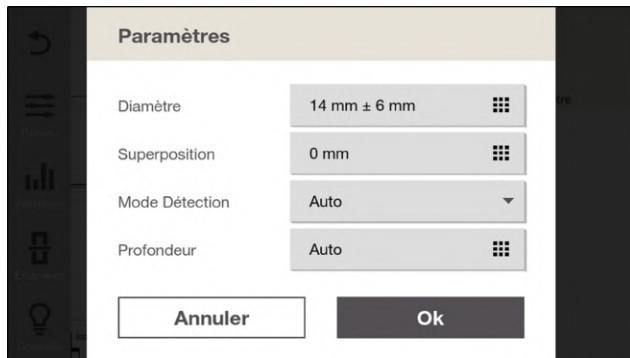 Paramètres
Diamètre 14 mm ± 6 mm
Superposition 0 mm
Mode Détection Auto
Profondeur Auto
Annuler Ok